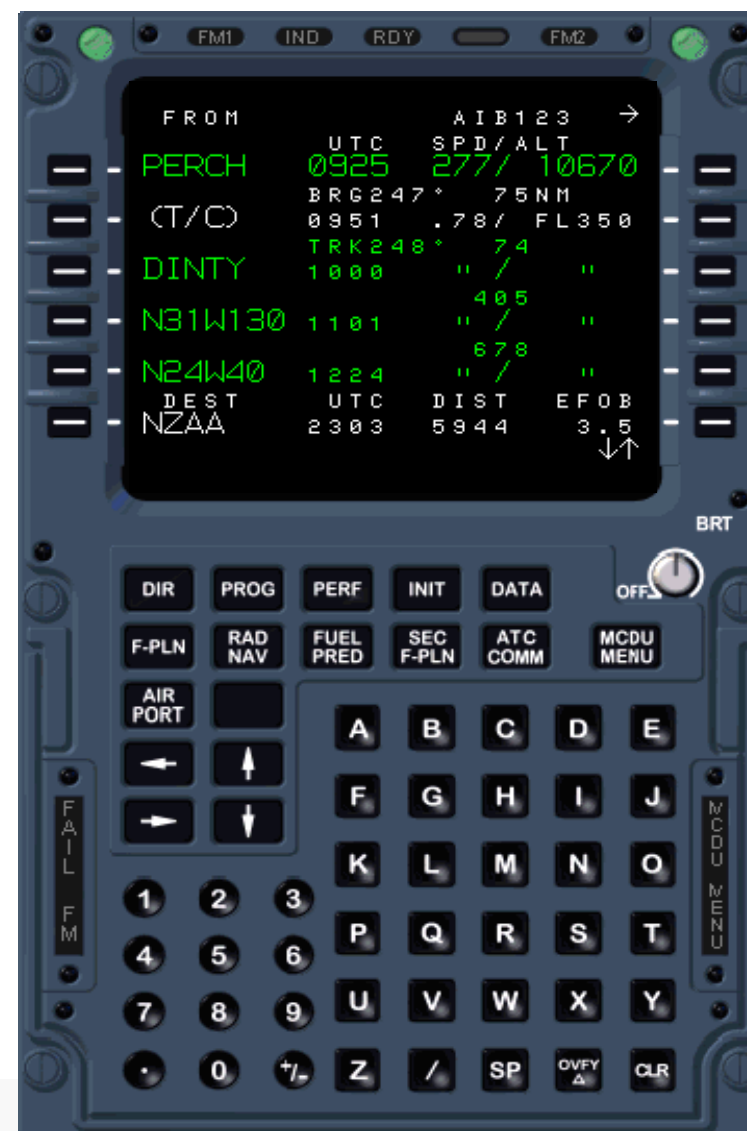 FM1 IND RDY FM2
FROM AIB123 →
UTC SPD/ALT
PERCH 0925 277/ 10670
BRG247° 75NM
(T/C) 0951 .78/ FL350
TRK248° 74
DINTY 1000 " / "
405
N31W130 1101 " / "
678
N24W40 1224 " / "
DEST UTC DIST EFOB
NZAA 2303 5944 3.5
↓↑
BRT
OFF
DIR PROG PERF INIT DATA
F-PLN RAD NAV FUEL PRED SEC F-PLN ATC COMM MCDU MENU
AIR PORT
← ↑
→ ↓
A B C D E
F G H I J
K L M N O
P Q R S T
U V W X Y
Z / SP OVFY Δ CLR
1 2 3
4 5 6
7 8 9
. 0 +/-
FAIL FM
MCDU MENU